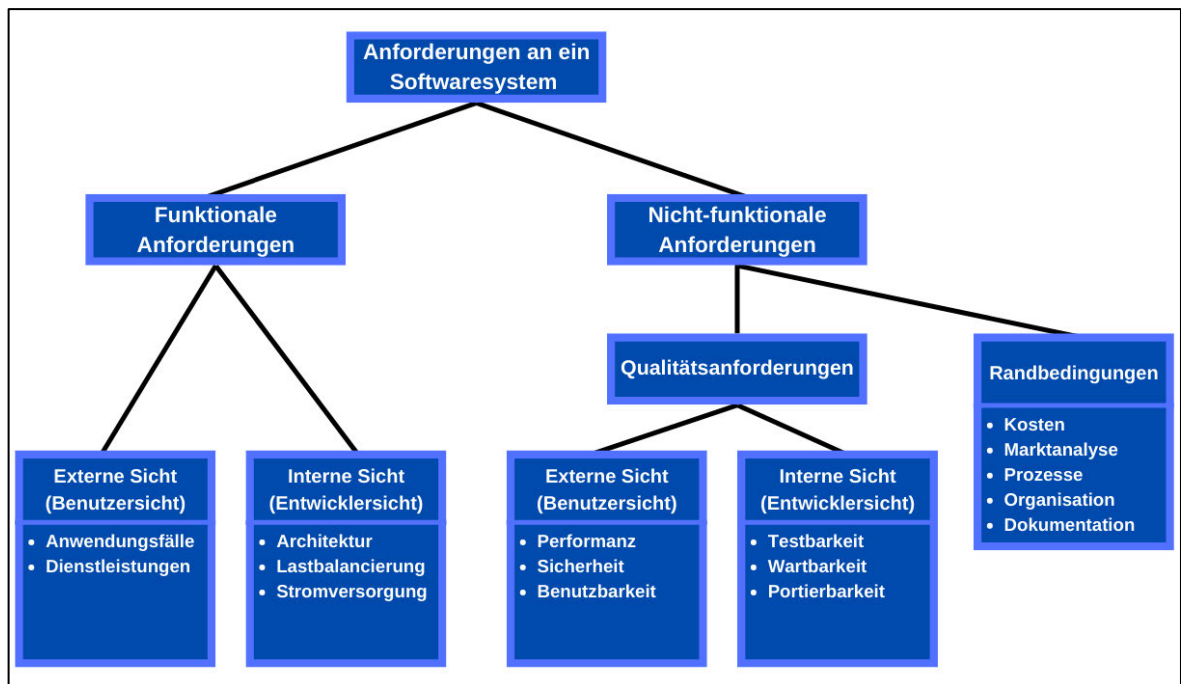 Anforderungen an ein
Softwaresystem
Funktionale
Anforderungen
Nicht-funktionale
Anforderungen
Qualitätsanforderungen
Randbedingungen
• Kosten
• Marktanalyse
• Prozesse
• Organisation
• Dokumentation
Externe Sicht
(Benutzersicht)
• Anwendungsfälle
• Dienstleistungen
Interne Sicht
(Entwicklersicht)
• Architektur
• Lastbalancierung
• Stromversorgung
Externe Sicht
(Benutzersicht)
• Performanz
• Sicherheit
• Benutzbarkeit
Interne Sicht
(Entwicklersicht)
• Testbarkeit
• Wartbarkeit
• Portierbarkeit